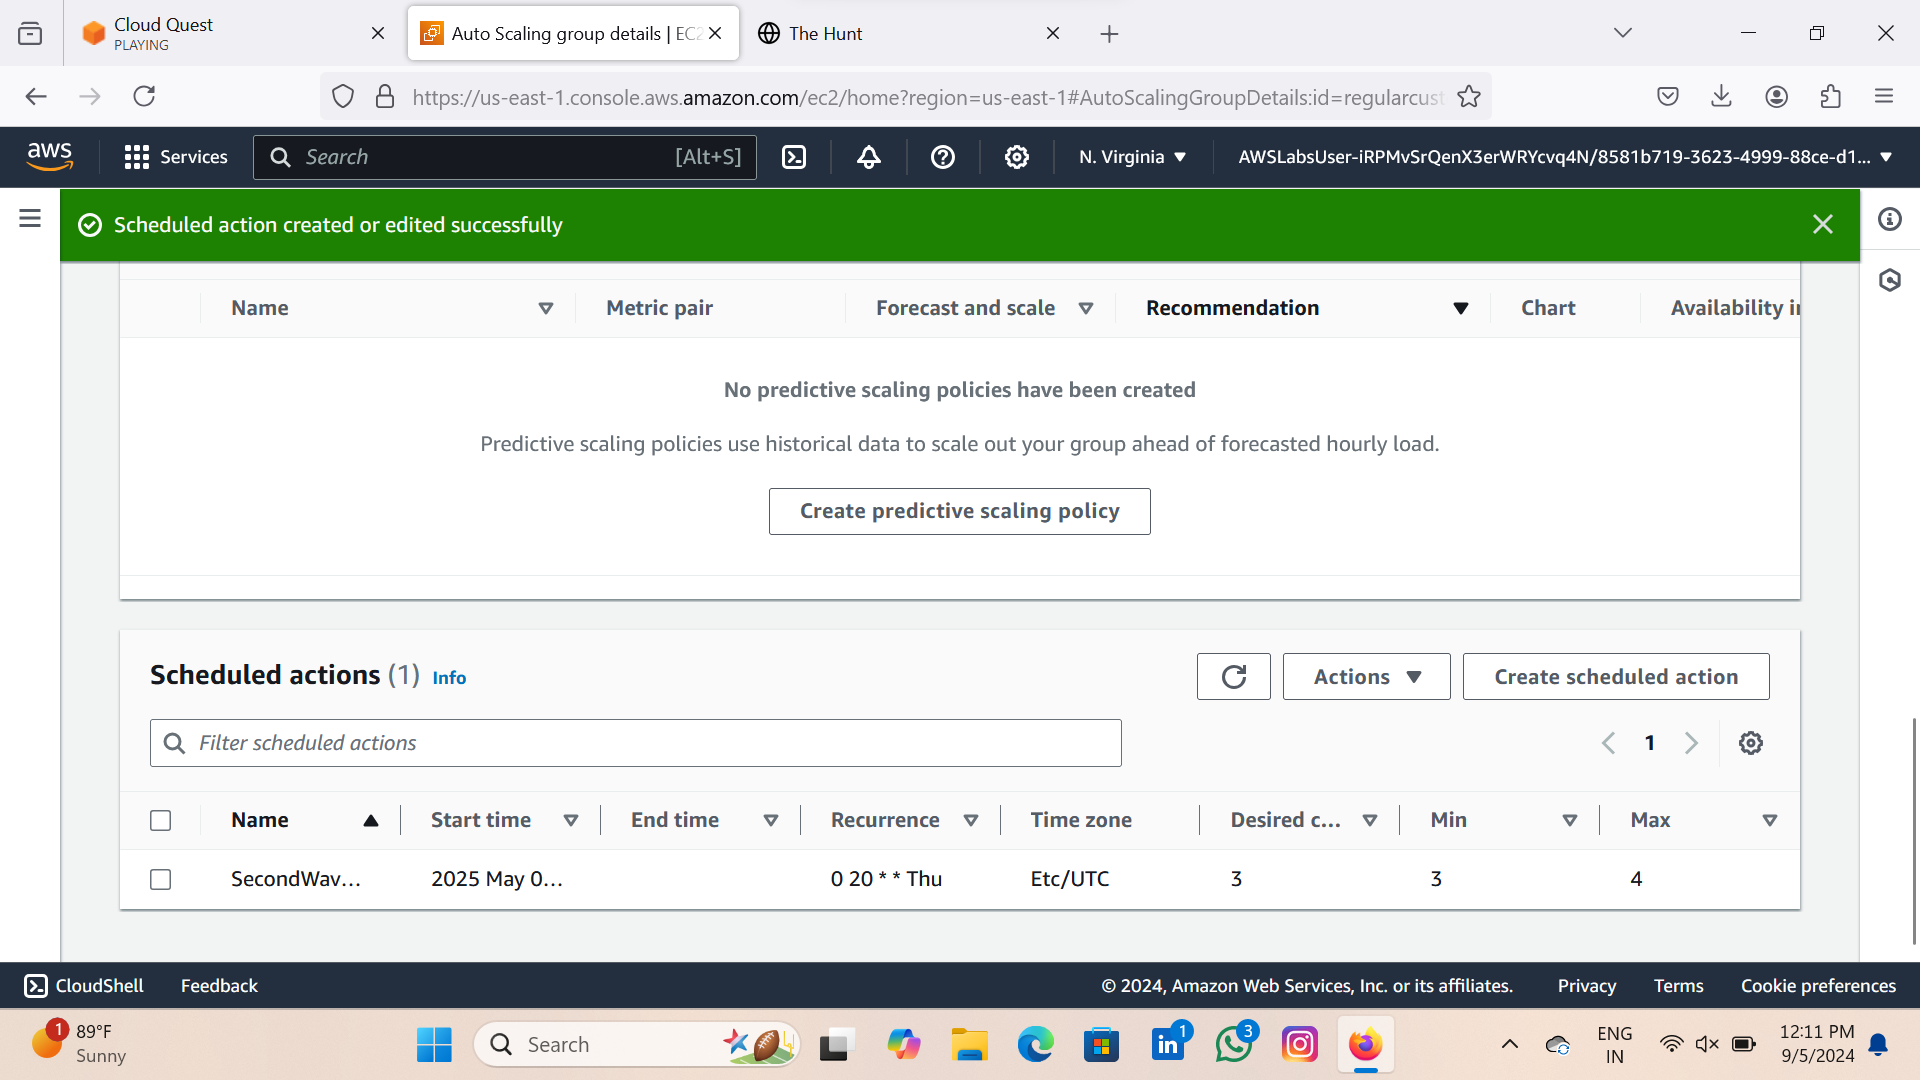 Cloud Quest
PLAYING
Auto Scaling group details | EC2
The Hunt
https://us-east-1.console.aws.amazon.com/ec2/home?region=us-east-1#AutoScalingGroupDetails:id=regularcust
aws
Services
Search
[Alt+S]
N. Virginia
AWSLabsUser-iRPMvSrQenX3erWRYcvq4N/8581b719-3623-4999-88ce-d1...
Scheduled action created or edited successfully
Name
Metric pair
Forecast and scale
Recommendation
Chart
Availability in
No predictive scaling policies have been created
Predictive scaling policies use historical data to scale out your group ahead of forecasted hourly load.
Create predictive scaling policy
Scheduled actions (1) Info
Actions
Create scheduled action
Filter scheduled actions
1
Name
Start time
End time
Recurrence
Time zone
Desired c...
Min
Max
SecondWav...
2025 May 0...
0 20 * * Thu
Etc/UTC
3
3
4
CloudShell
Feedback
© 2024, Amazon Web Services, Inc. or its affiliates.
Privacy
Terms
Cookie preferences
1
89°F
Sunny
Search
1
3
ENG
IN
12:11 PM
9/5/2024